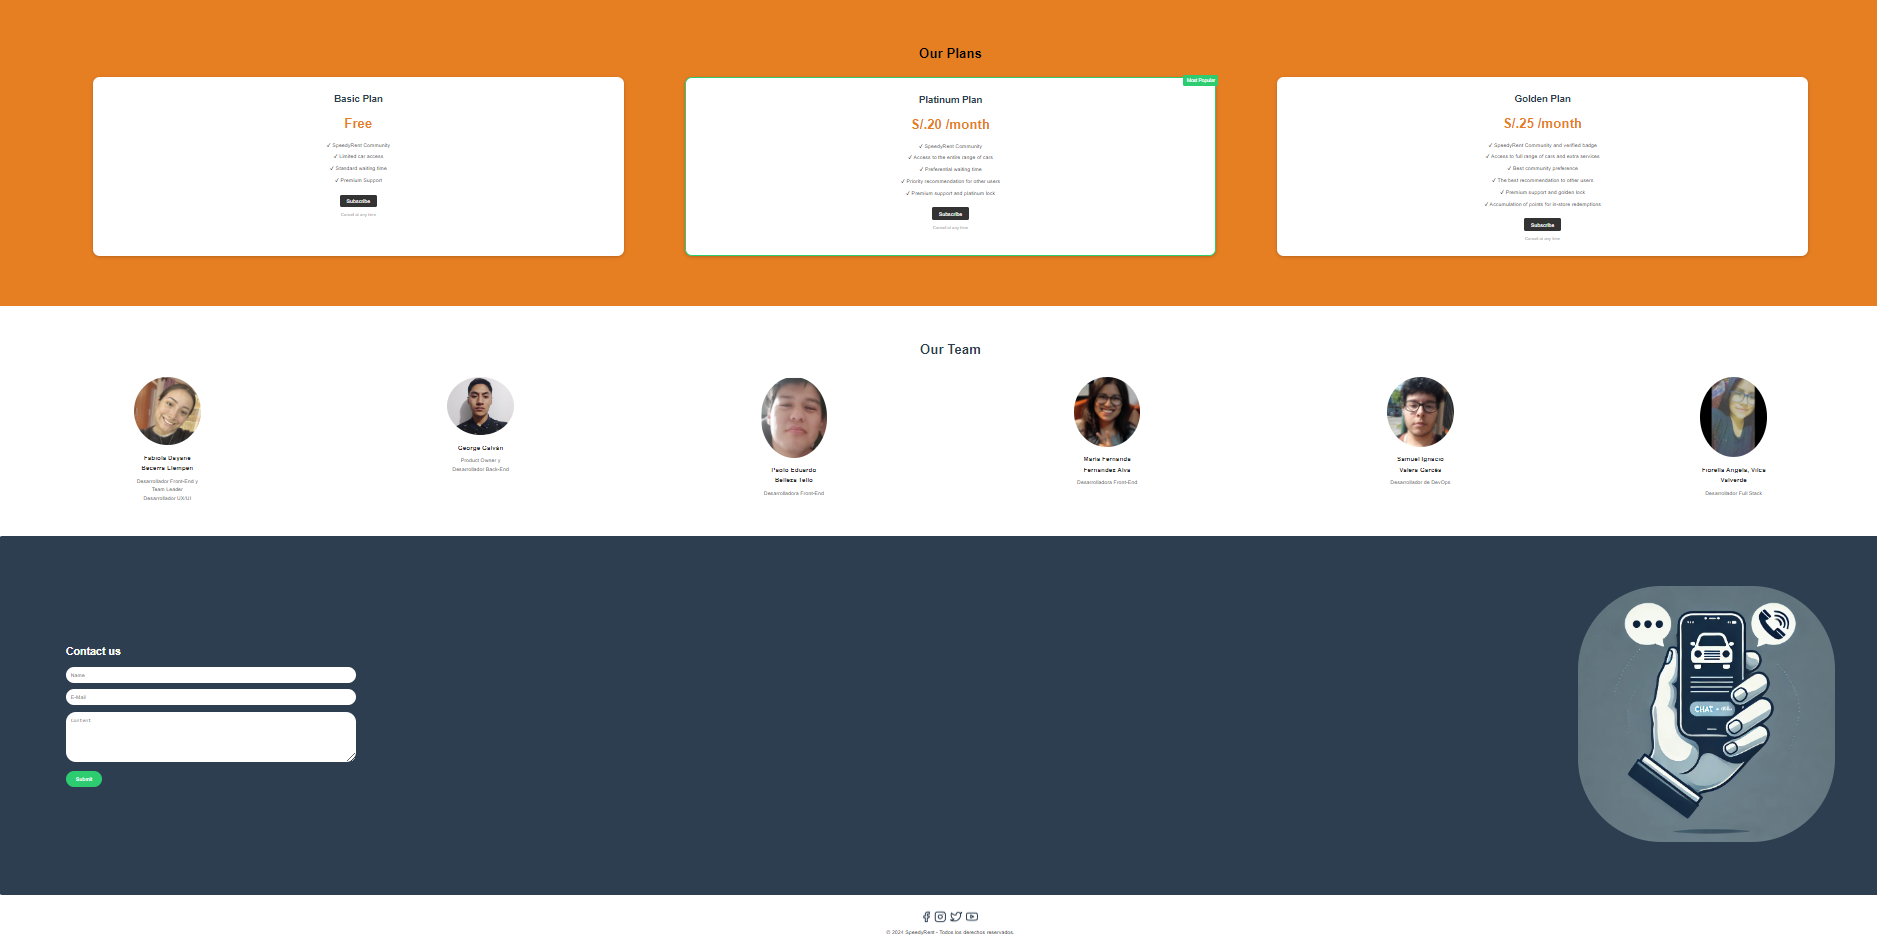 Our Plans
Most Popular
Basic Plan
Free
✓ SpeedyRent Community
✓ Limited car access
✓ Standard waiting time
✓ Premium Support
Subscribe
Cancel at any time
Platinum Plan
S/.20 /month
✓ SpeedyRent Community
✓ Access to the entire range of cars
✓ Preferential waiting time
✓ Priority recommendation for other users
✓ Premium support and platinum lock
Subscribe
Cancel at any time
Golden Plan
S/.25 /month
✓ SpeedyRent Community and verified badge
✓ Access to full range of cars and extra services
✓ Best community preference
✓ The best recommendation to other users
✓ Premium support and golden lock
✓ Accumulation of points for in-store redemptions
Subscribe
Cancel at any time
Our Team
Fabiola Dayane
Becerra Llempen
Desarrollador Front-End y
Team Leader
Desarrollador UX/UI
George Galván
Product Owner y
Desarrollador Back-End
Paolo Eduardo
Belleza Tello
Desarrolladora Front-End
Maria Fernanda
Fernandez Alva
Desarrolladora Front-End
Samuel Ignacio
Valera Garcés
Desarrollador de DevOps
Fiorella Angela, Vilca
Valverde
Desarrollador Full Stack
Contact us
Name
E-Mail
Content
Submit
CHAT
© 2024 SpeedyRent - Todos los derechos reservados.